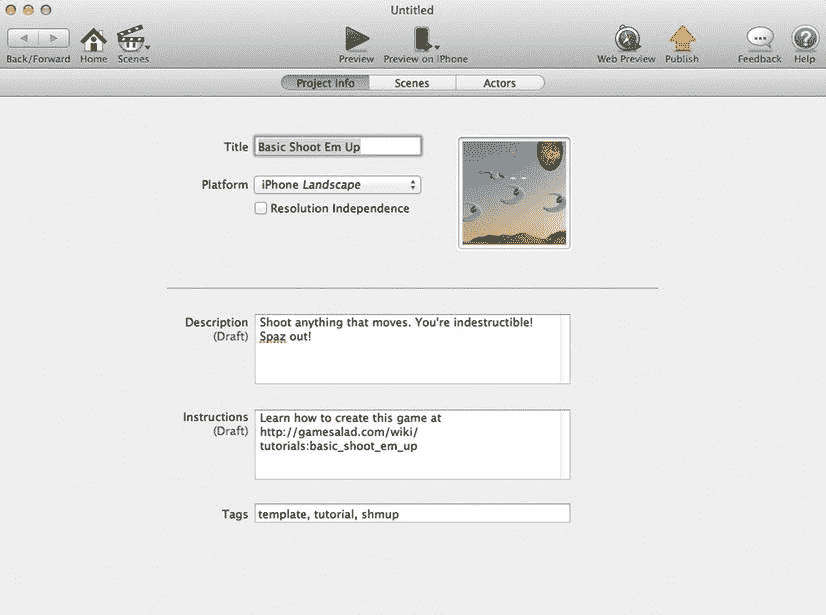 Untitled
Back/Forward Home Scenes Preview Preview on iPhone Web Preview Publish Feedback Help
Project Info Scenes Actors
Title Basic Shoot Em Up
Platform iPhone Landscape
Resolution Independence
Description Shoot anything that moves. You're indestructible!
(Draft) Spaz out!
Instructions Learn how to create this game at
(Draft) http://gamesalad.com/wiki/
tutorials:basic_shoot_em_up
Tags template, tutorial, shmup